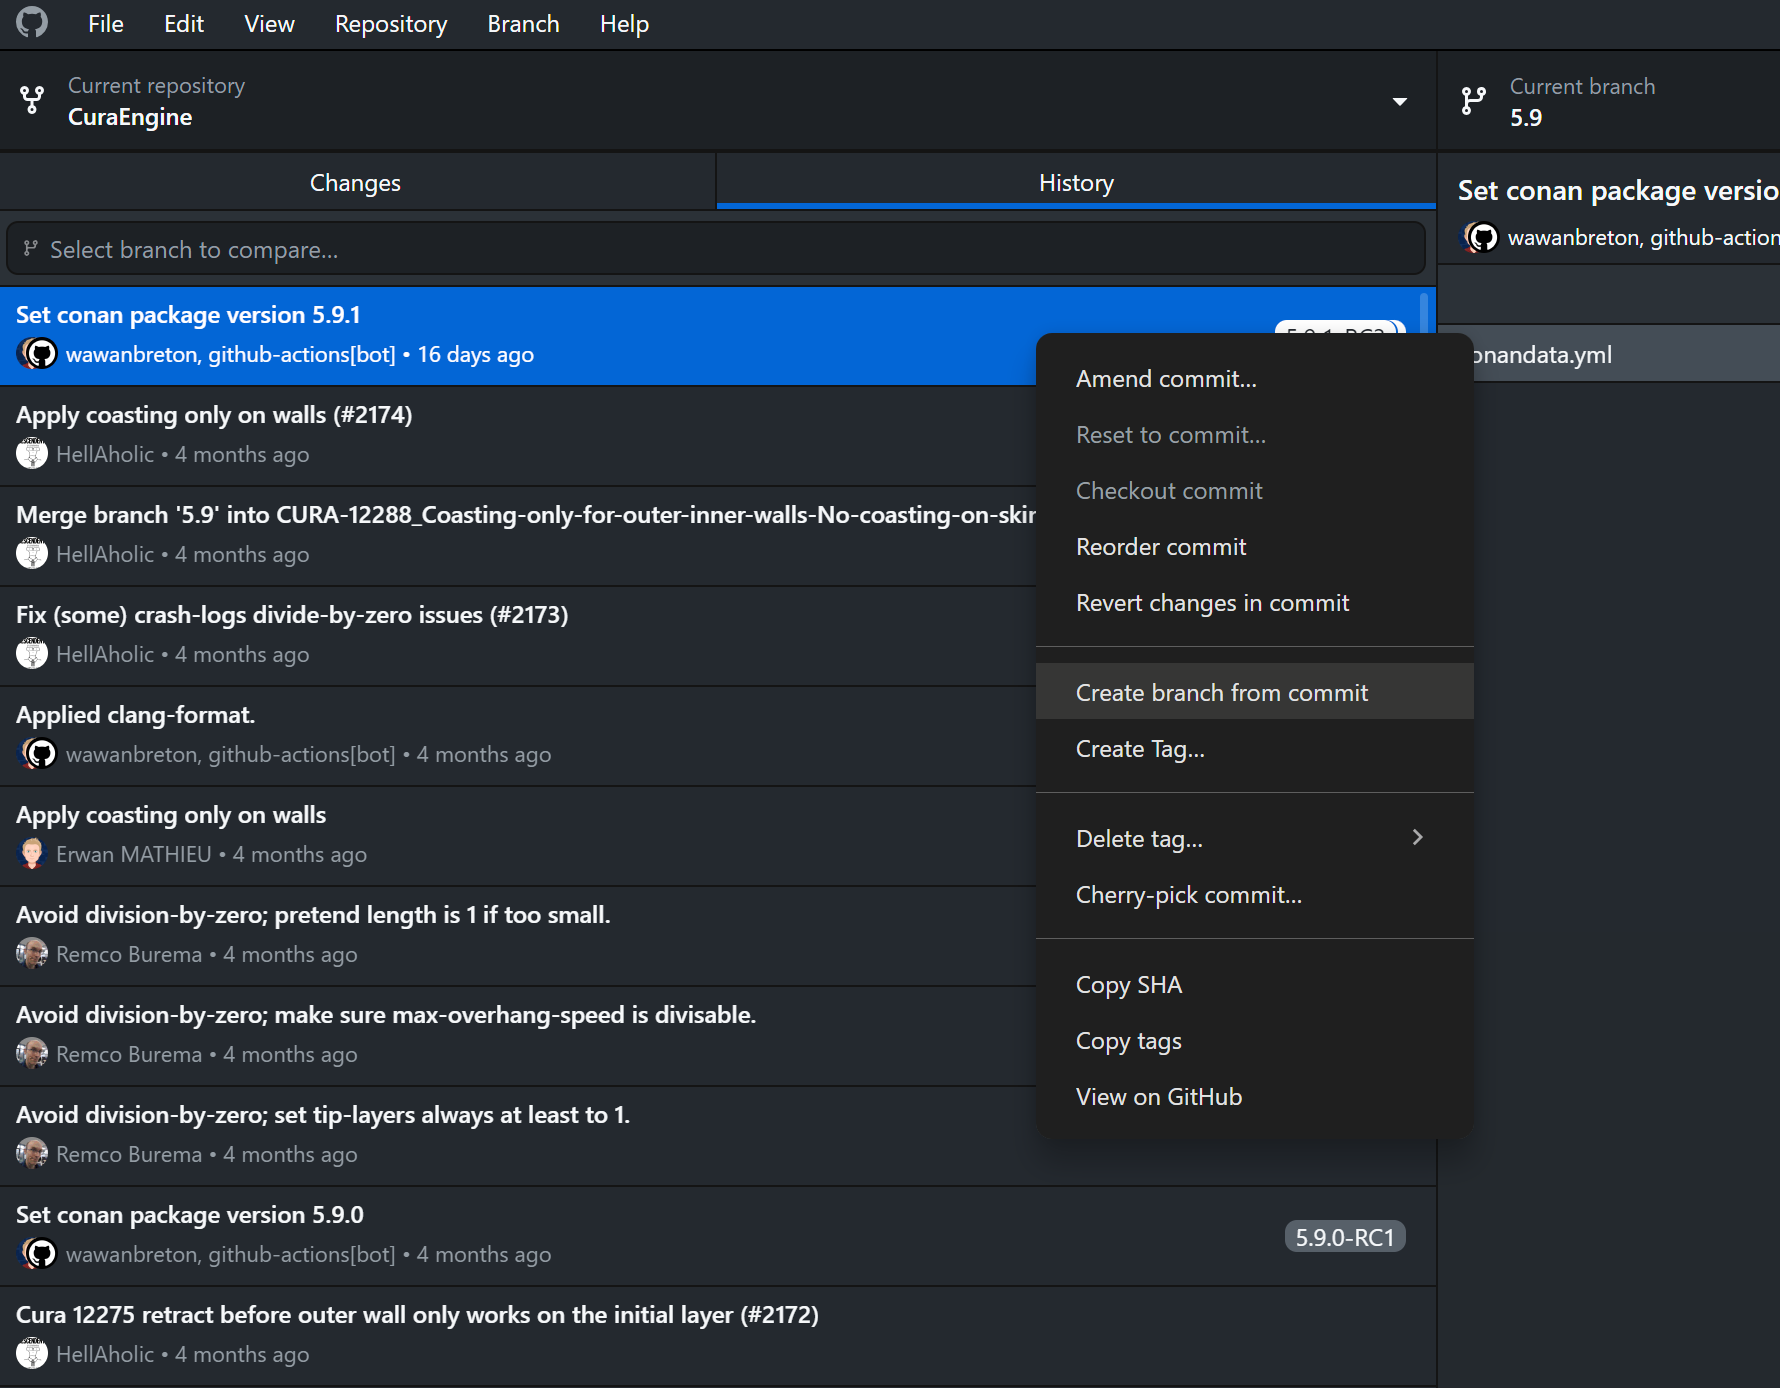 File Edit View Repository Branch Help
Current repository
CuraEngine
Current branch
5.9
Changes
History
Select branch to compare...
Set conan package version 5.9.1
wawanbreton, github-actions[bot] • 16 days ago
Apply coasting only on walls (#2174)
HellAholic • 4 months ago
Merge branch '5.9' into CURA-12288_Coasting-only-for-outer-inner-walls-No-coasting-on-skir
HellAholic • 4 months ago
Fix (some) crash-logs divide-by-zero issues (#2173)
HellAholic • 4 months ago
Applied clang-format.
wawanbreton, github-actions[bot] • 4 months ago
Apply coasting only on walls
Erwan MATHIEU • 4 months ago
Avoid division-by-zero; pretend length is 1 if too small.
Remco Burema • 4 months ago
Avoid division-by-zero; make sure max-overhang-speed is divisable.
Remco Burema • 4 months ago
Avoid division-by-zero; set tip-layers always at least to 1.
Remco Burema • 4 months ago
Set conan package version 5.9.0
wawanbreton, github-actions[bot] • 4 months ago
5.9.0-RC1
Cura 12275 retract before outer wall only works on the initial layer (#2172)
HellAholic • 4 months ago
Amend commit...
Reset to commit...
Checkout commit
Reorder commit
Revert changes in commit
Create branch from commit
Create Tag...
Delete tag...
Cherry-pick commit...
Copy SHA
Copy tags
View on GitHub
Set conan package versio
wawanbreton, github-action
onandata.yml